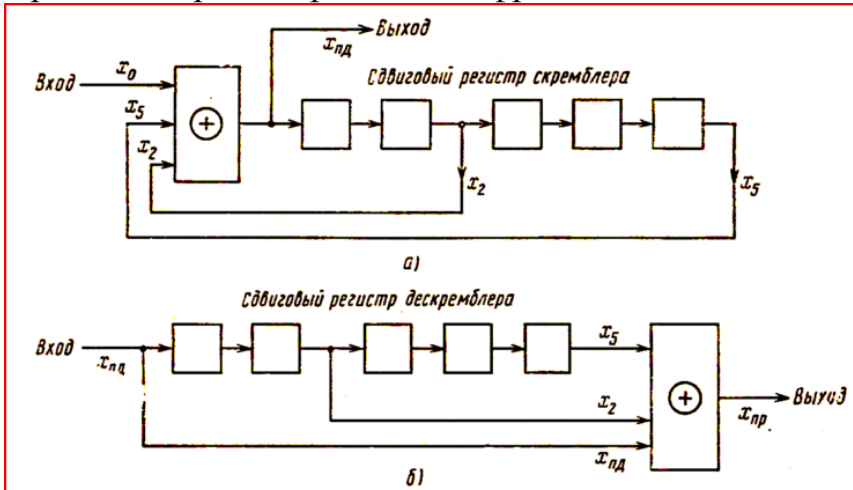 Выход
x_пд
Вход x_0
Сдвиговый регистр скремблера
x_5
x_2
x_2
x_5
а)
Сдвиговый регистр дескремблера
Вход
x_пд
x_5
x_2
x_пр
Выход
x_пд
б)